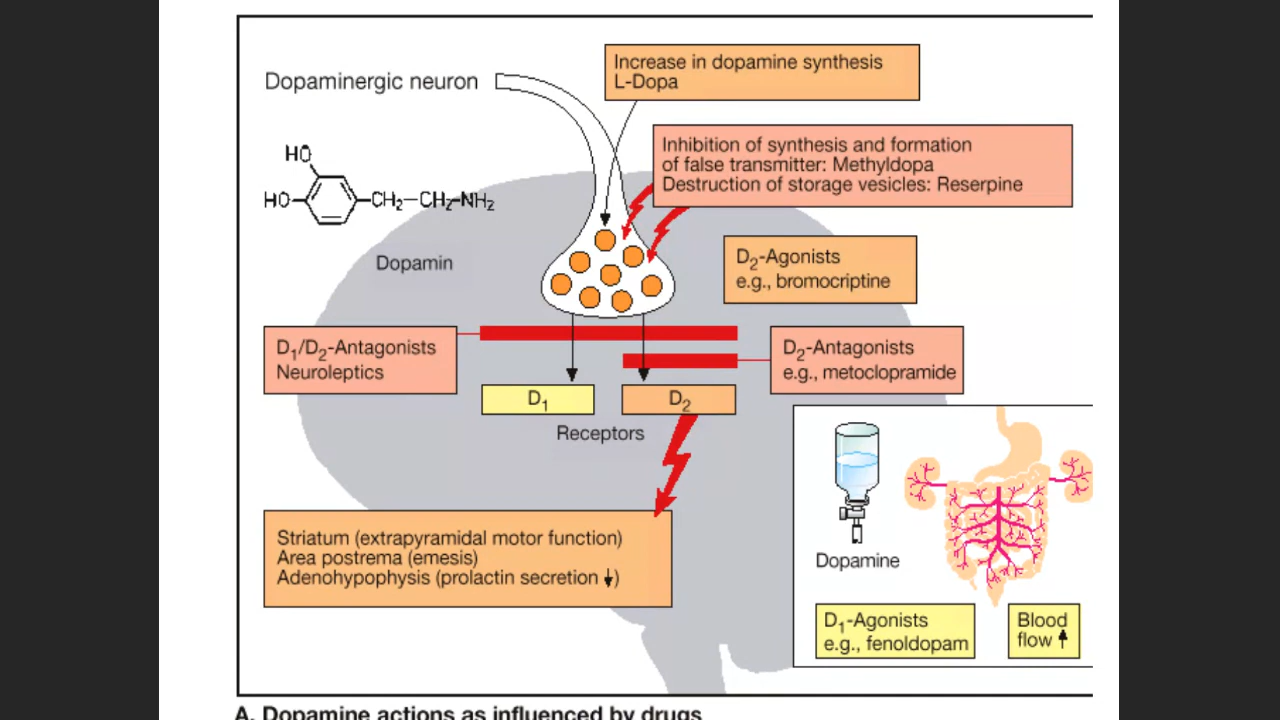 Dopaminergic neuron
Increase in dopamine synthesis
L-Dopa
Inhibition of synthesis and formation
of false transmitter: Methyldopa
Destruction of storage vesicles: Reserpine
HO
HO
CH₂
CH₂
NH₂
Dopamin
D₂-Agonists
e.g., bromocriptine
D₁/D₂-Antagonists
Neuroleptics
D₂-Antagonists
e.g., metoclopramide
D₁
D₂
Receptors
Striatum (extrapyramidal motor function)
Area postrema (emesis)
Adenohypophysis (prolactin secretion ↓)
Dopamine
D₁-Agonists
e.g., fenoldopam
Blood
flow ↑
A. Dopamine actions as influenced by drugs